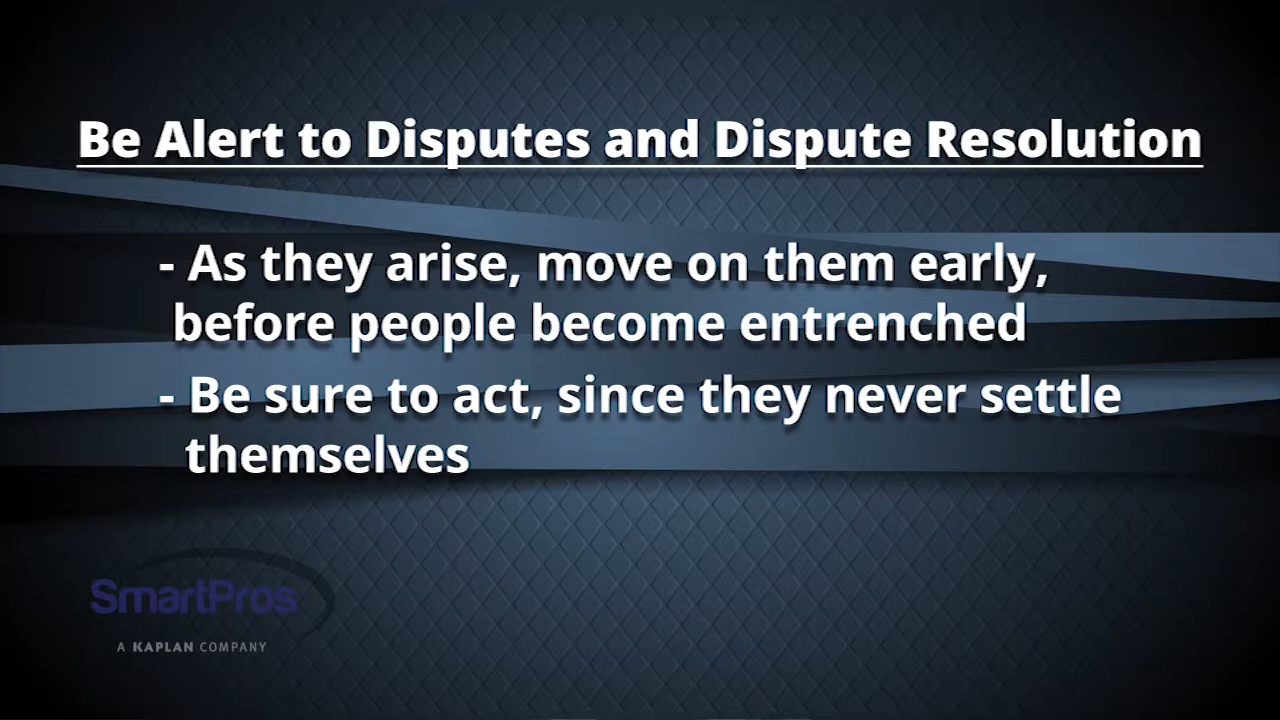 Be Alert to Disputes and Dispute Resolution
- As they arise, move on them early,
before people become entrenched
- Be sure to act, since they never settle
themselves
SmartPros
A KAPLAN COMPANY